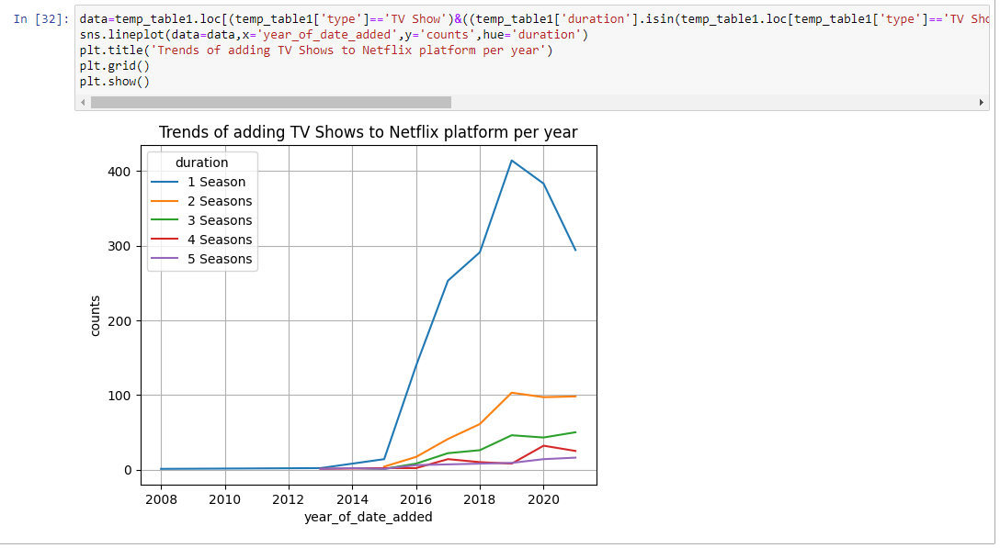 In [32]: data=temp_table1.loc[(temp_table1['type']=='TV Show')&((temp_table1['duration'].isin(temp_table1.loc[temp_table1['type']=='TV Sho
sns.lineplot(data=data,x='year_of_date_added',y='counts',hue='duration')
plt.title('Trends of adding TV Shows to Netflix platform per year')
plt.grid()
plt.show()
Trends of adding TV Shows to Netflix platform per year
duration
1 Season
2 Seasons
3 Seasons
4 Seasons
5 Seasons
400
300
200
100
0
counts
2008 2010 2012 2014 2016 2018 2020
year_of_date_added